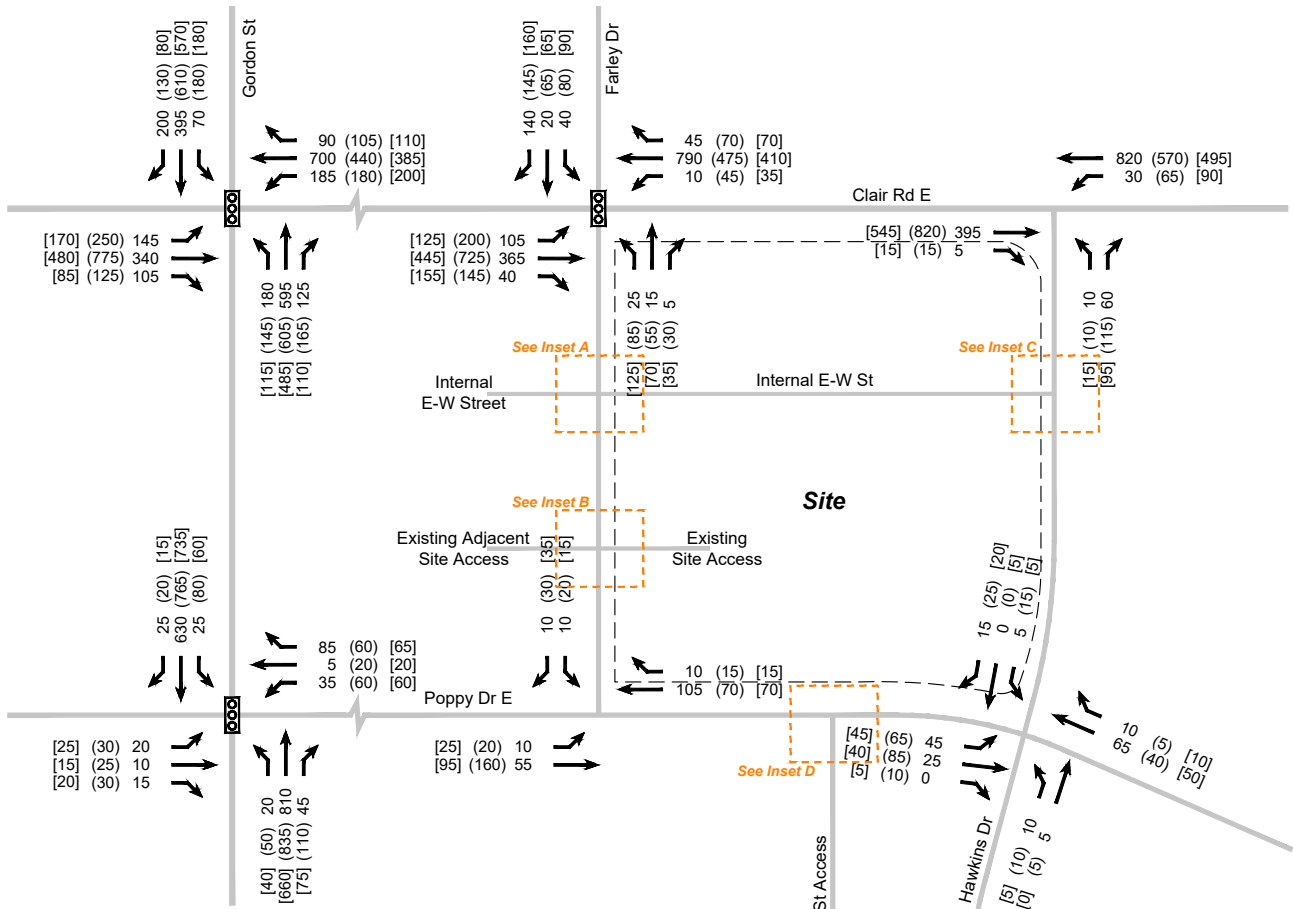 200 (130) [80]
395 (610) [570]
70 (180) [180]
Gordon St
90 (105) [110]
700 (440) [385]
185 (180) [200]
[170] (250) 145
[480] (775) 340
[85] (125) 105
[115] (145) 180
[485] (605) 595
[110] (165) 125
140 (145) [160]
20 (65) [65]
40 (80) [90]
Farley Dr
45 (70) [70]
790 (475) [410]
10 (45) [35]
Clair Rd E
820 (570) [495]
30 (65) [90]
[125] (200) 105
[445] (725) 365
[155] (145) 40
[125] (85) 25
[70] (55) 15
[35] (30) 5
[545] (820) 395
[15] (15) 5
[15] (10) 10
[95] (115) 60
See Inset A
See Inset C
Internal
E-W Street
Internal E-W St
See Inset B
Site
Existing Adjacent
Site Access
Existing
Site Access
25 (20) [15]
630 (765) [735]
25 (80) [60]
85 (60) [65]
5 (20) [20]
35 (60) [60]
Poppy Dr E
[25] (30) 20
[15] (25) 10
[20] (30) 15
[40] (50) 20
[660] (835) 810
[75] (110) 45
10 (30) [35]
10 (20) [15]
10 (15) [15]
105 (70) [70]
[25] (20) 10
[95] (160) 55
See Inset D
15 (25) [20]
0 (0) [5]
5 (15) [5]
[45] (65) 45
[40] (85) 25
[5] (10) 0
10 (5) [10]
65 (40) [50]
[5] (10) 10
[0] (5) 5
St Access
Hawkins Dr